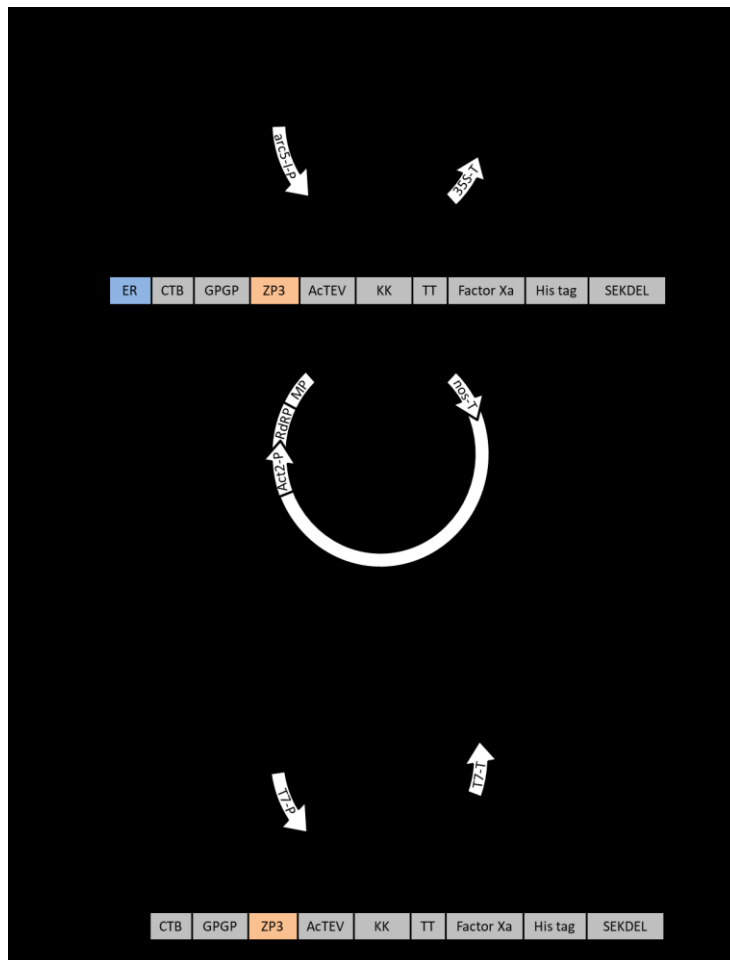 arc5-I-P
35S-T
ER CTB GPGP ZP3 AcTEV KK TT Factor Xa His tag SEKDEL
MP
nos-T
RdRP
Act2-P
T7-T
T7-P
CTB GPGP ZP3 AcTEV KK TT Factor Xa His tag SEKDEL